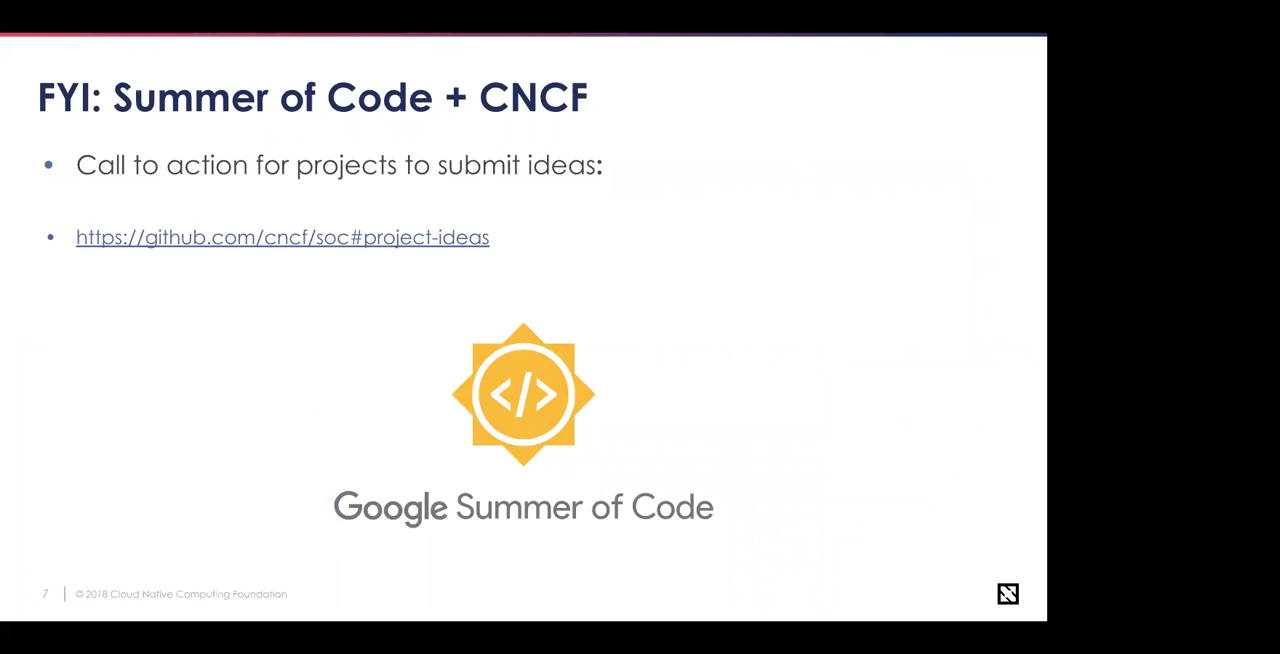 FYI: Summer of Code + CNCF
• Call to action for projects to submit ideas:
• https://github.com/cncf/soc#project-ideas
</>
Google Summer of Code
7 | © 2018 Cloud Native Computing Foundation